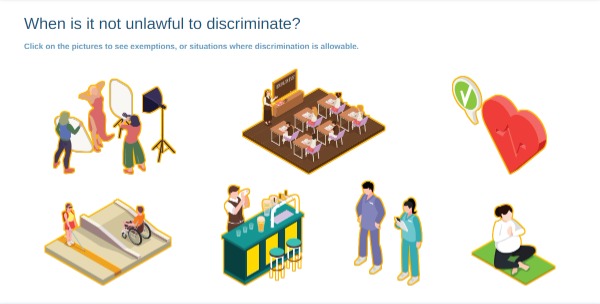 When is it not unlawful to discriminate?
Click on the pictures to see exemptions, or situations where discrimination is allowable.